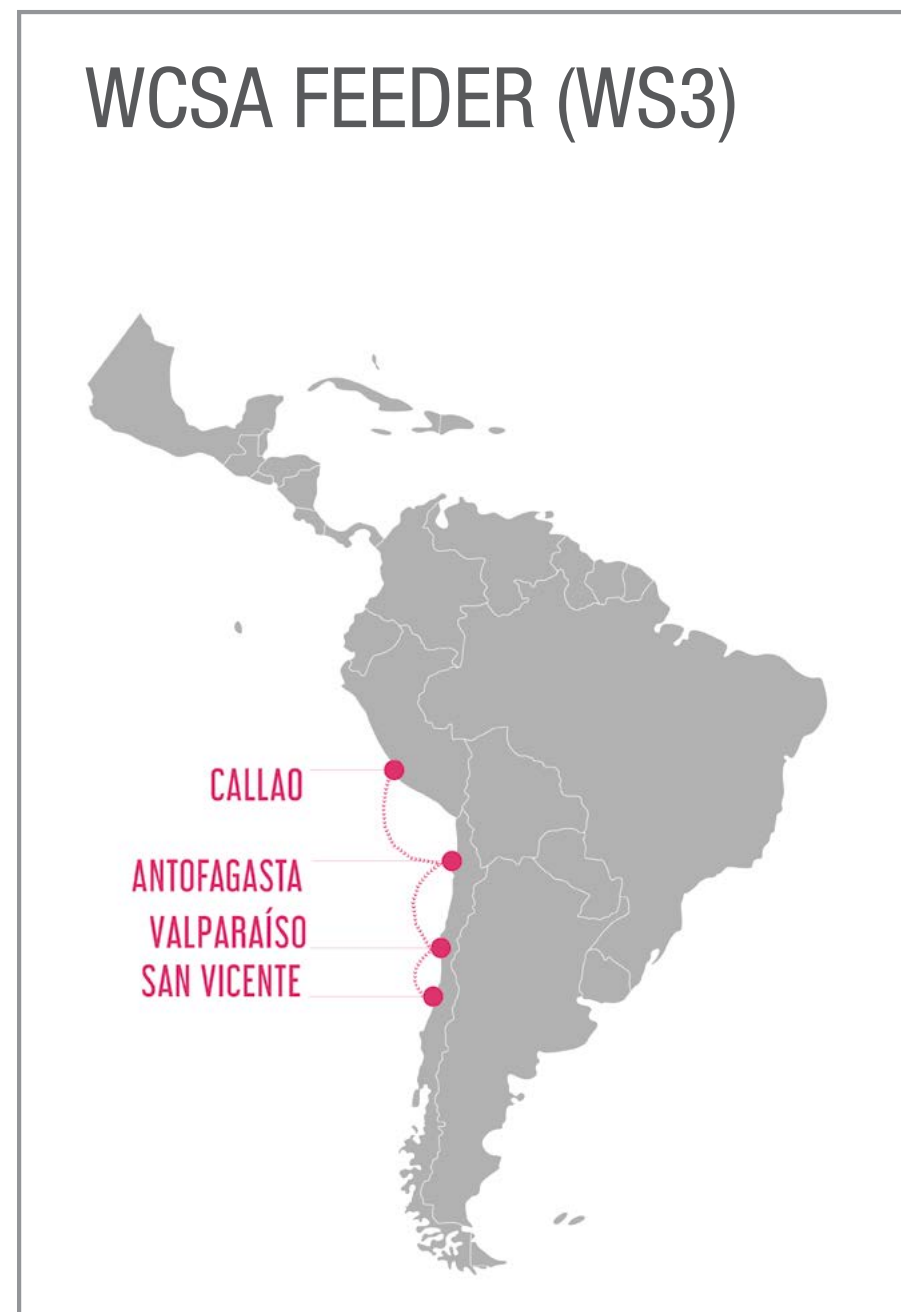 WCSA FEEDER (WS3)
CALLAO
ANTOFAGASTA
VALPARAÍSO
SAN VICENTE